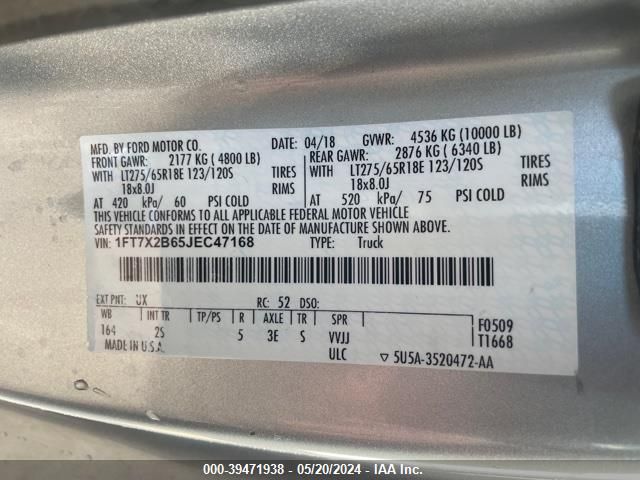 MFD. BY FORD MOTOR CO. DATE: 04/18 GVWR: 4536 KG (10000 LB)
FRONT GAWR: 2177 KG ( 4800 LB) REAR GAWR: 2876 KG ( 6340 LB)
WITH LT275/65R18E 123/120S TIRES WITH LT275/65R18E 123/120S TIRES
18x8.0J RIMS 18x8.0J RIMS
AT 420 kPa/ 60 PSI COLD AT 520 kPa/ 75 PSI COLD
THIS VEHICLE CONFORMS TO ALL APPLICABLE FEDERAL MOTOR VEHICLE
SAFETY STANDARDS IN EFFECT ON THE DATE OF MANUFACTURE SHOWN ABOVE.
VIN: 1FT7X2B65JEC47168 TYPE: Truck
EXT PNT: UX RC: 52 DSO:
WB INT TR TP/PS R AXLE TR SPR F0509
164 2S 5 3E S VVJJ T1668
MADE IN U.S.A. ULC ▽ 5U5A-3520472-AA
000-39471938 - 05/20/2024 - IAA Inc.